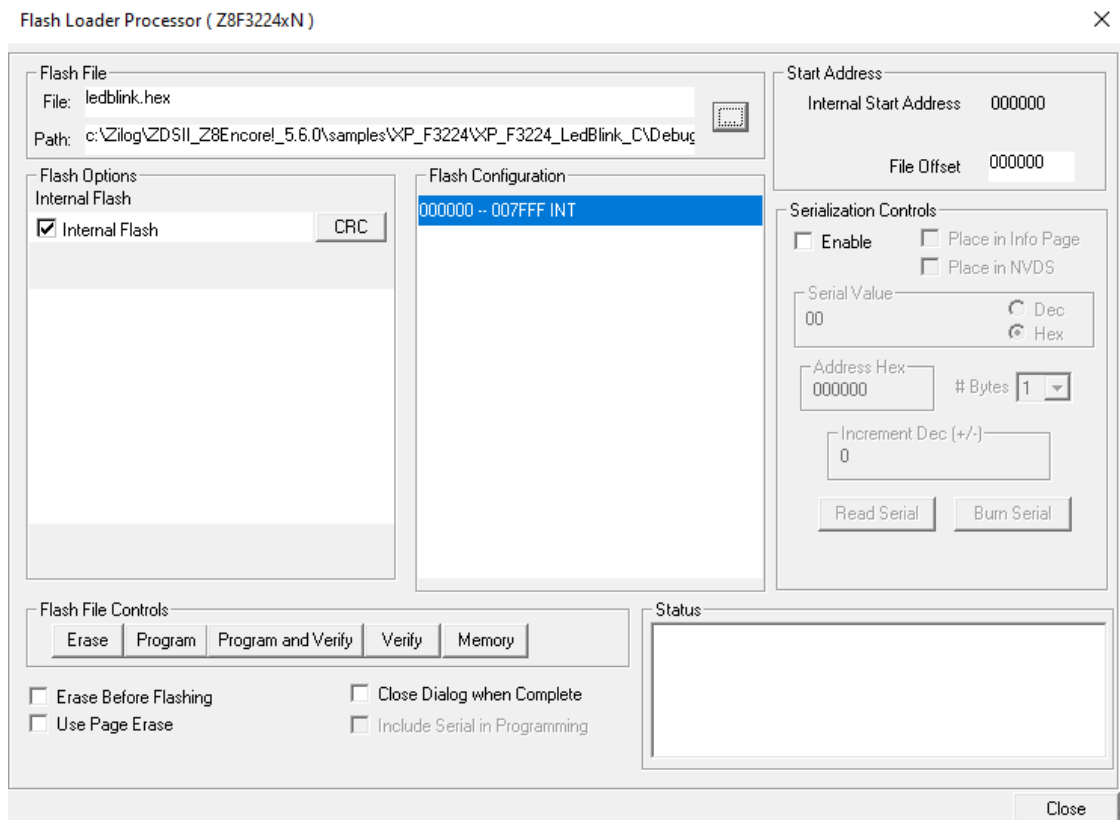 Flash Loader Processor ( Z8F3224xN )
Flash File
File: ledblink.hex
Path: c:\Zilog\ZDSII_Z8Encore!_5.6.0\samples\XP_F3224\XP_F3224_LedBlink_C\Debug
...
Start Address
Internal Start Address 000000
File Offset 000000
Flash Options
Internal Flash
Internal Flash CRC
Flash Configuration
000000 -- 007FFF INT
Serialization Controls
Enable Place in Info Page
Place in NVDS
Serial Value
00 Dec
Hex
Address Hex
000000 # Bytes 1
Increment Dec (+/-)
0
Read Serial Burn Serial
Flash File Controls
Erase Program Program and Verify Verify Memory
Erase Before Flashing Close Dialog when Complete
Use Page Erase Include Serial in Programming
Status
Close